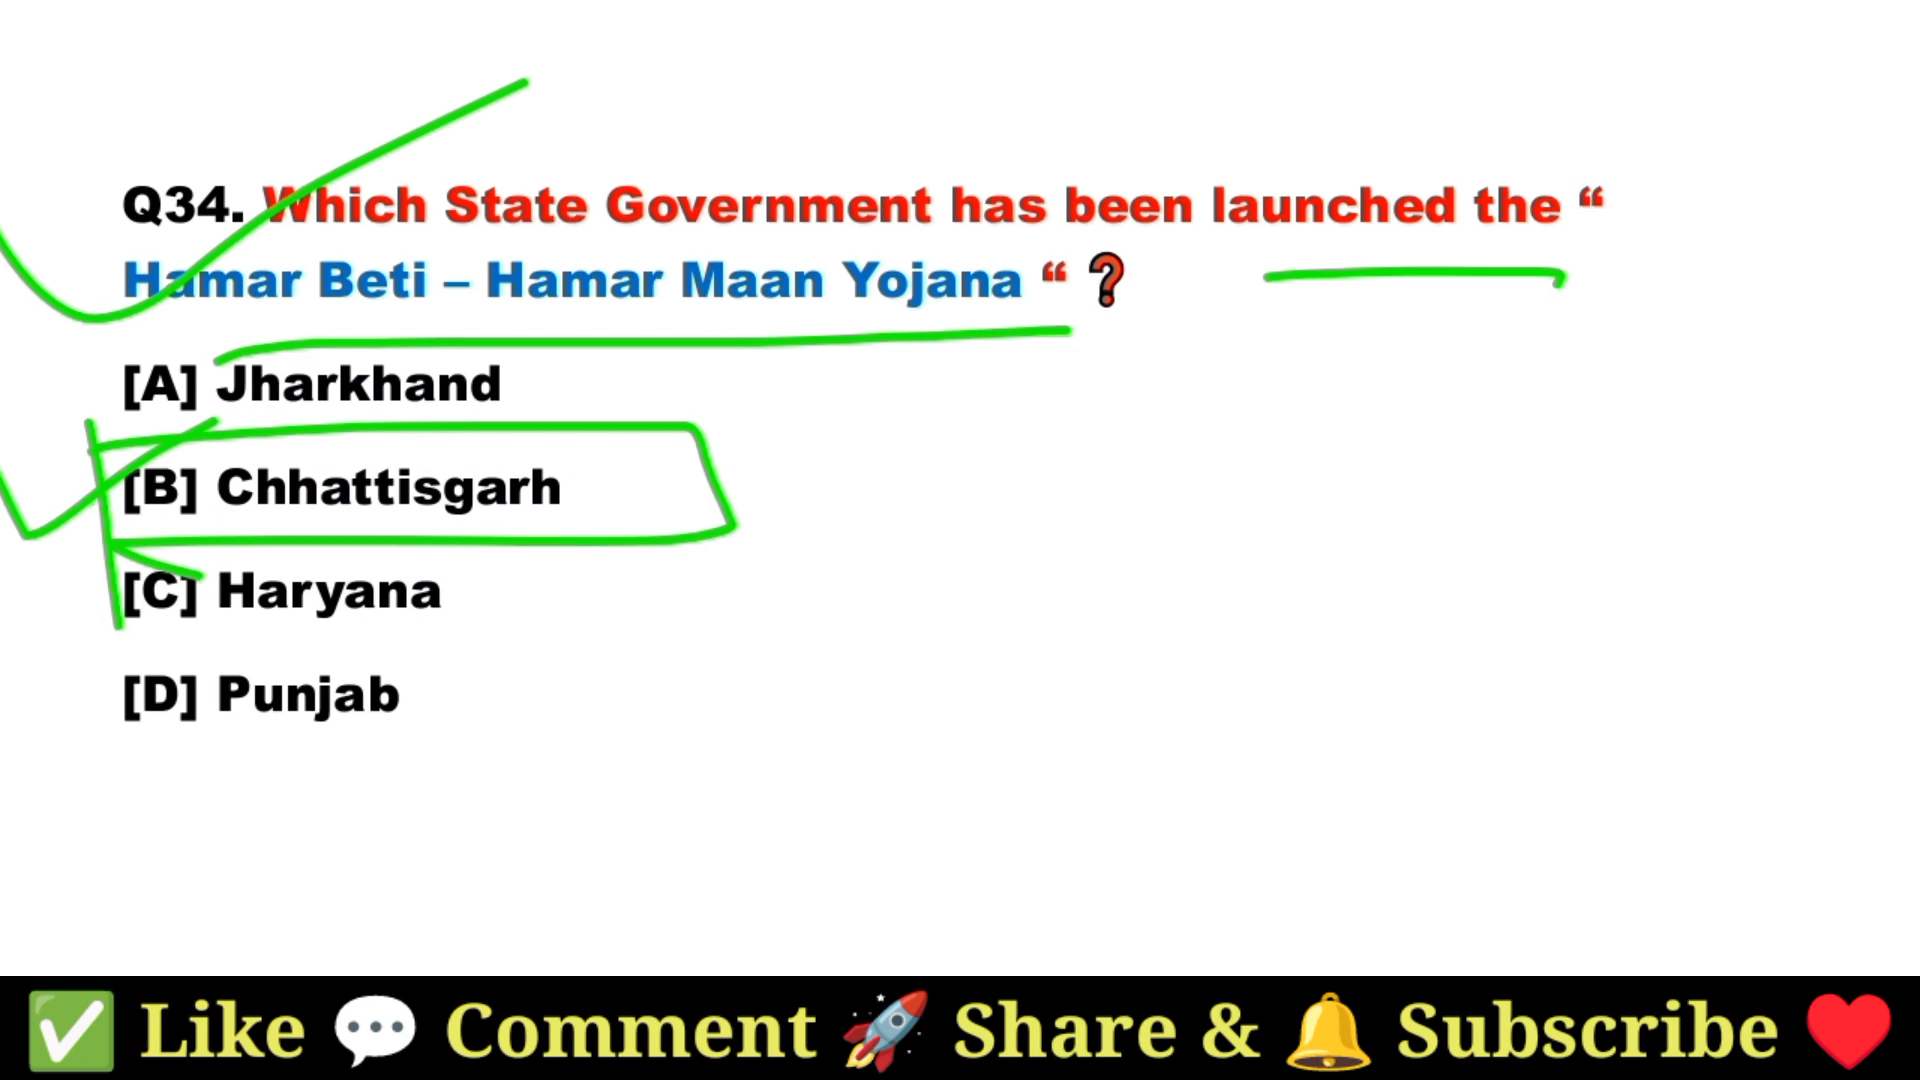 Q34. Which State Government has been launched the “
Hamar Beti – Hamar Maan Yojana “ ❓
[A] Jharkhand
[B] Chhattisgarh
[C] Haryana
[D] Punjab
✅ Like 💬 Comment 🚀 Share & 🔔 Subscribe ❤️